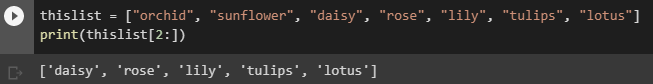 thislist = ["orchid", "sunflower", "daisy", "rose", "lily", "tulips", "lotus"]
print(thislist[2:])
['daisy', 'rose', 'lily', 'tulips', 'lotus']